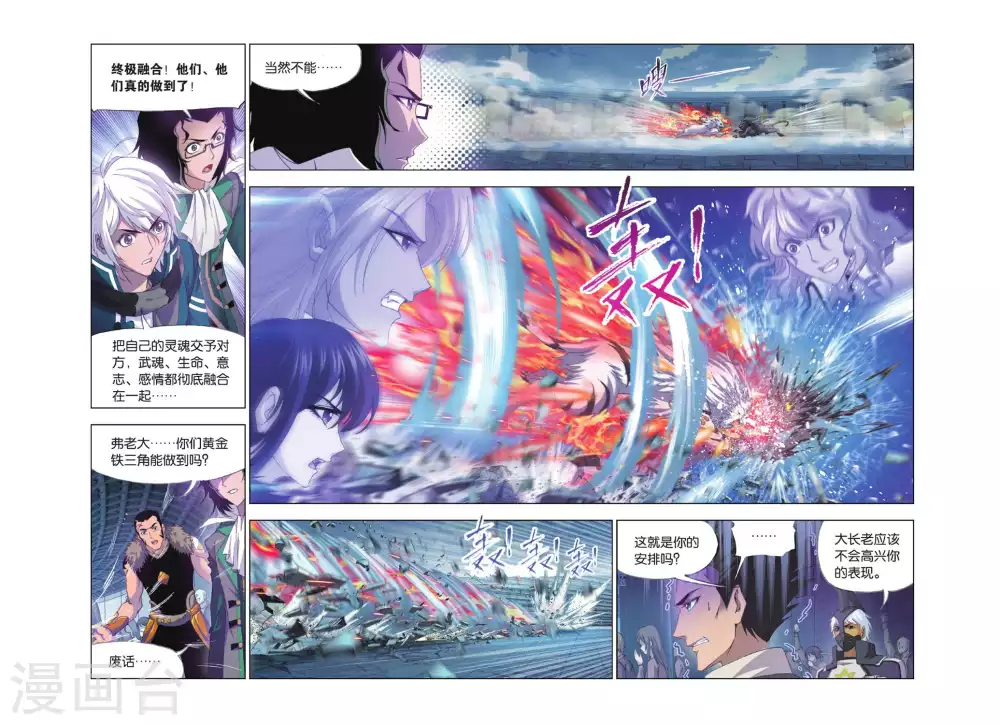 终极融合！他们、他
们真的做到了！
把自己的灵魂交予对
方，武魂、生命、意
志、感情都彻底融合
在一起……
弗老大……你们黄金
铁三角能做到吗？
废话……
当然不能……
嗖——
轰！
轰！轰！轰！
这就是你的
安排吗？
……
大长老应该
不会高兴你
的表现。
漫画台